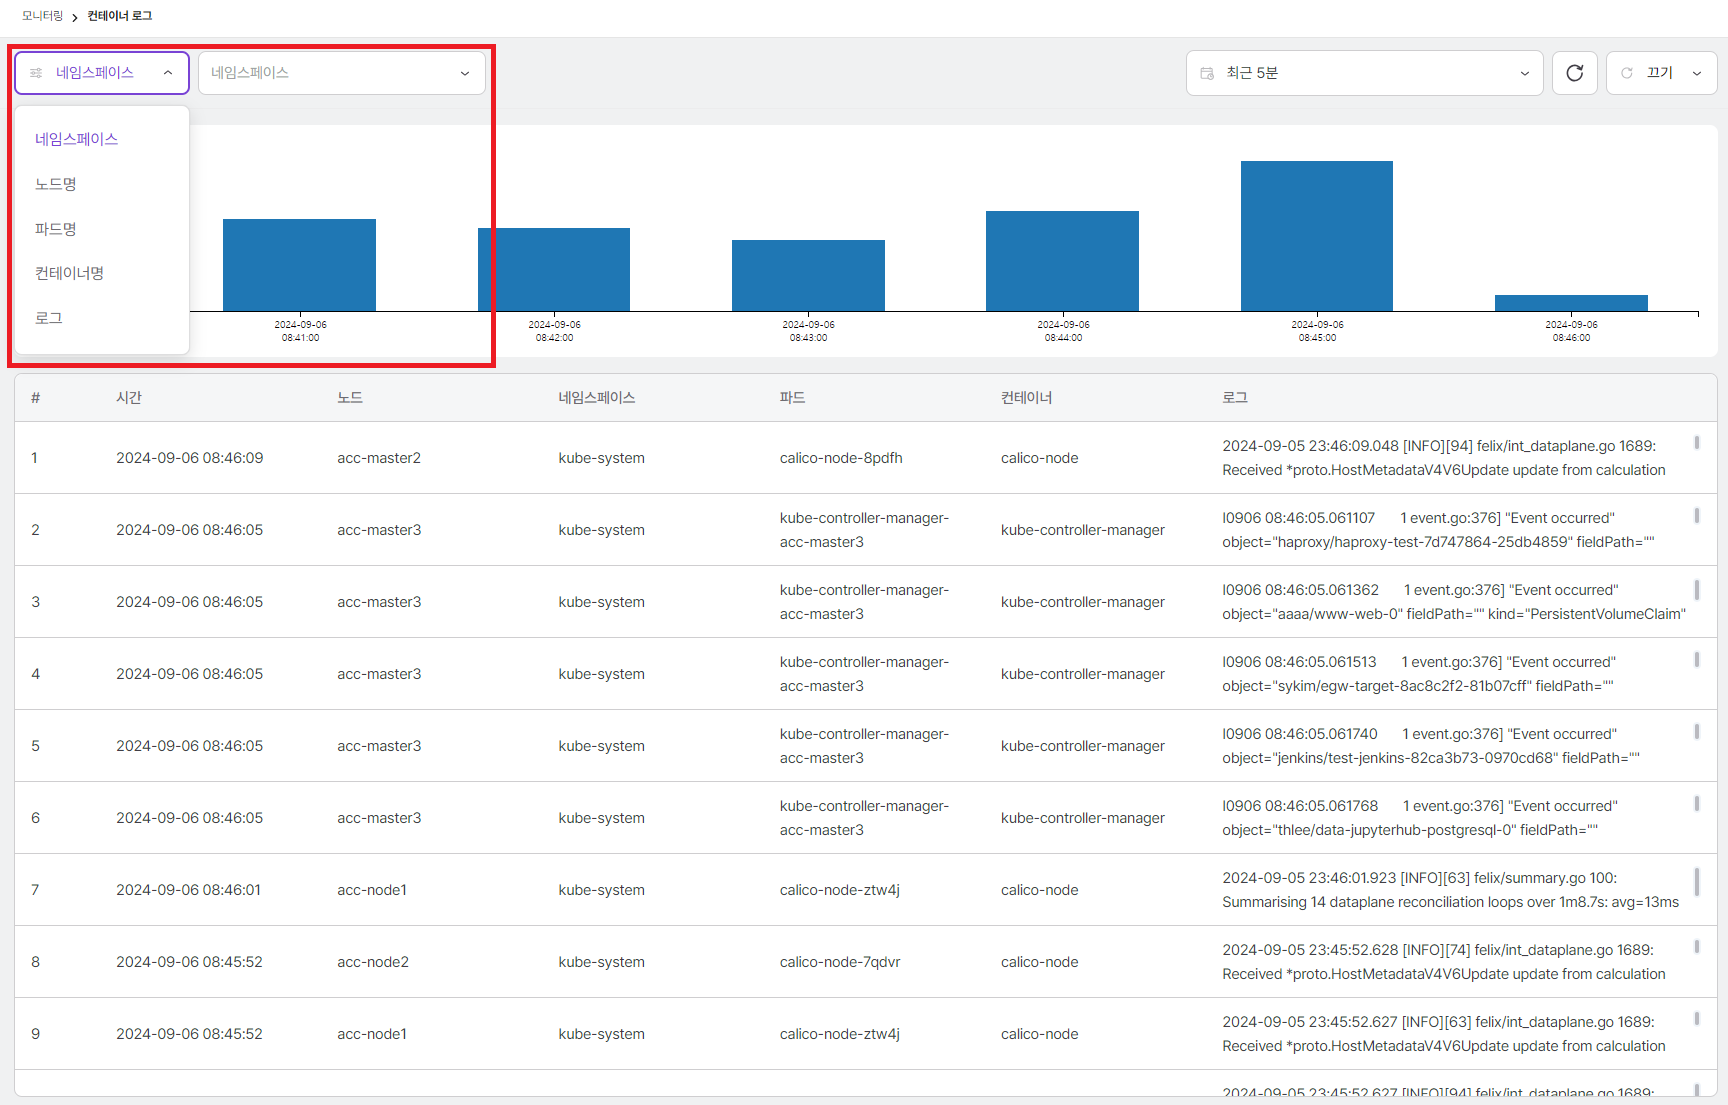 모니터링 > 컨테이너 로그
네임스페이스 네임스페이스 최근 5분 끄기
네임스페이스
노드명
파드명
컨테이너명
로그
2024-09-06 08:41:00
2024-09-06 08:42:00
2024-09-06 08:43:00
2024-09-06 08:44:00
2024-09-06 08:45:00
2024-09-06 08:46:00
# 시간 노드 네임스페이스 파드 컨테이너 로그
1 2024-09-06 08:46:09 acc-master2 kube-system calico-node-8pdfh calico-node 2024-09-05 23:46:09.048 [INFO][94] felix/int_dataplane.go 1689:
Received *proto.HostMetadataV4V6Update update from calculation
2 2024-09-06 08:46:05 acc-master3 kube-system kube-controller-manager-acc-master3 kube-controller-manager I0906 08:46:05.061107 1 event.go:376] "Event occurred"
object="haproxy/haproxy-test-7d747864-25db4859" fieldPath=""
3 2024-09-06 08:46:05 acc-master3 kube-system kube-controller-manager-acc-master3 kube-controller-manager I0906 08:46:05.061362 1 event.go:376] "Event occurred"
object="aaaa/www-web-0" fieldPath="" kind="PersistentVolumeClaim"
4 2024-09-06 08:46:05 acc-master3 kube-system kube-controller-manager-acc-master3 kube-controller-manager I0906 08:46:05.061513 1 event.go:376] "Event occurred"
object="sykim/egw-target-8ac8c2f2-81b07cff" fieldPath=""
5 2024-09-06 08:46:05 acc-master3 kube-system kube-controller-manager-acc-master3 kube-controller-manager I0906 08:46:05.061740 1 event.go:376] "Event occurred"
object="jenkins/test-jenkins-82ca3b73-0970cd68" fieldPath=""
6 2024-09-06 08:46:05 acc-master3 kube-system kube-controller-manager-acc-master3 kube-controller-manager I0906 08:46:05.061768 1 event.go:376] "Event occurred"
object="thlee/data-jupyterhub-postgresql-0" fieldPath=""
7 2024-09-06 08:46:01 acc-node1 kube-system calico-node-ztw4j calico-node 2024-09-05 23:46:01.923 [INFO][63] felix/summary.go 100:
Summarising 14 dataplane reconciliation loops over 1m8.7s: avg=13ms
8 2024-09-06 08:45:52 acc-node2 kube-system calico-node-7qdvr calico-node 2024-09-05 23:45:52.628 [INFO][74] felix/int_dataplane.go 1689:
Received *proto.HostMetadataV4V6Update update from calculation
9 2024-09-06 08:45:52 acc-node1 kube-system calico-node-ztw4j calico-node 2024-09-05 23:45:52.627 [INFO][63] felix/int_dataplane.go 1689:
Received *proto.HostMetadataV4V6Update update from calculation
2024-09-05 23:45:52.627 [INFO][94] felix/int_dataplane.go 1689: